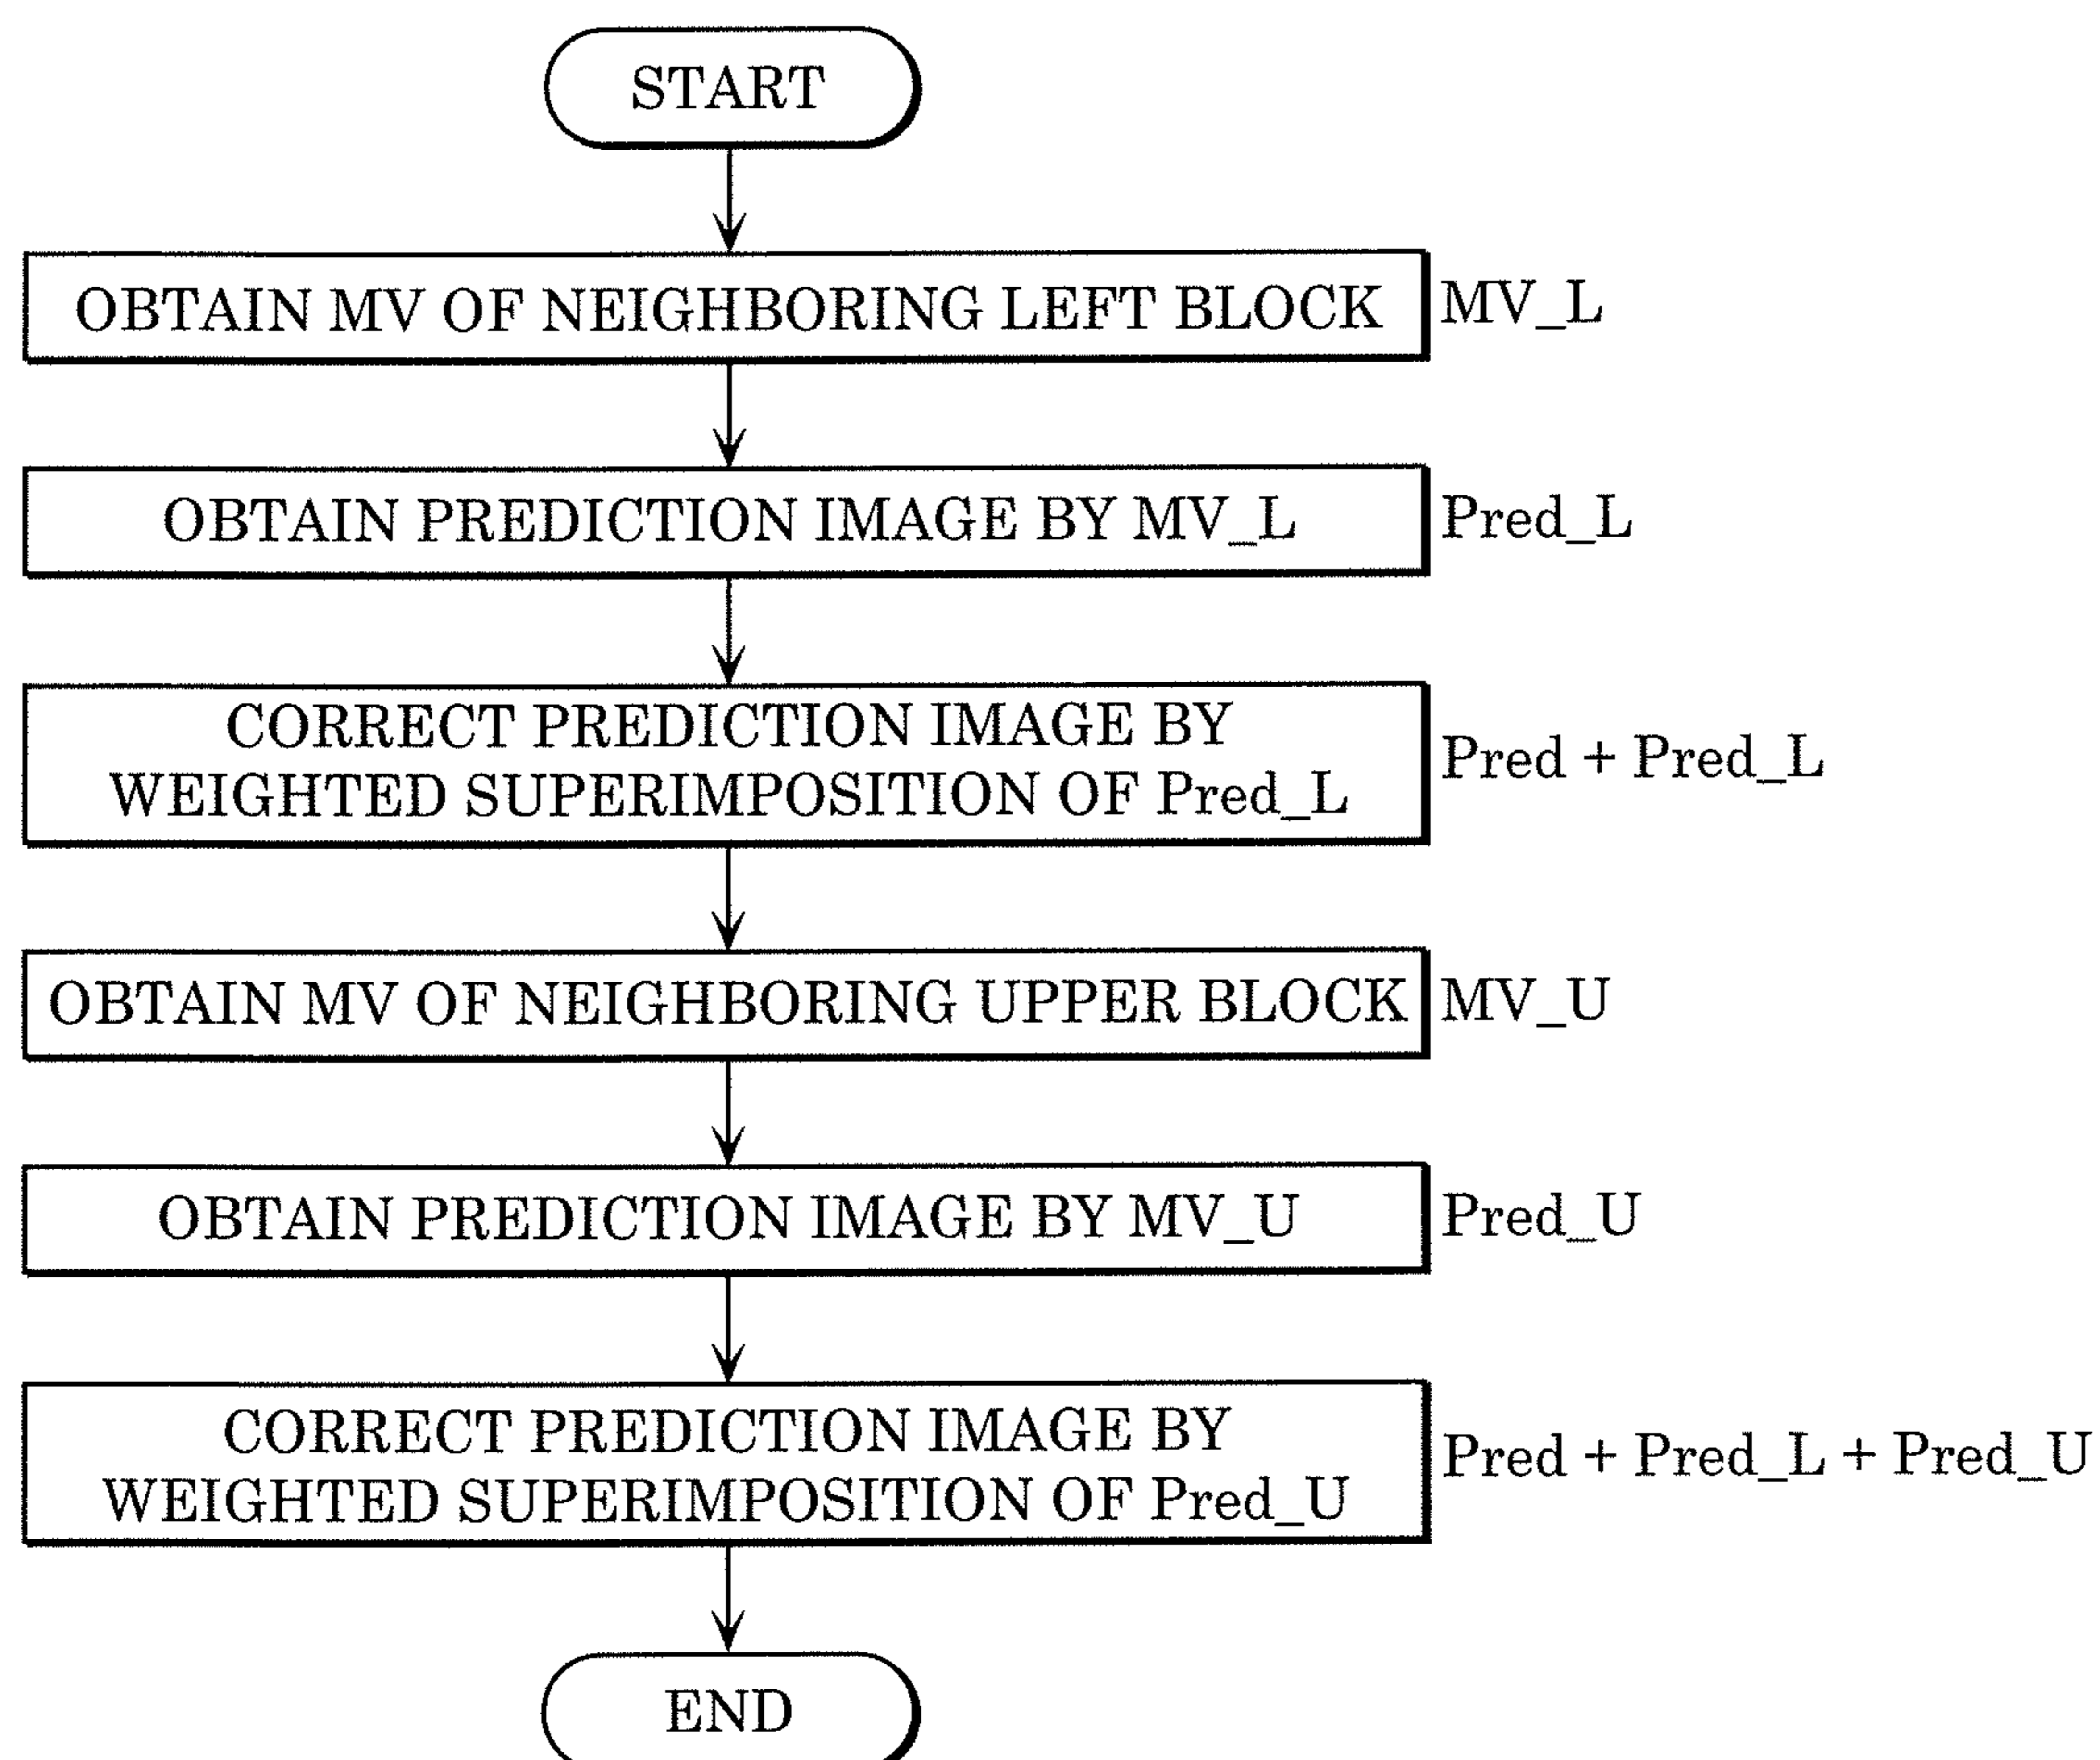 START
OBTAIN MV OF NEIGHBORING LEFT BLOCK MV_L
OBTAIN PREDICTION IMAGE BY MV_L Pred_L
CORRECT PREDICTION IMAGE BY
WEIGHTED SUPERIMPOSITION OF Pred_L
Pred + Pred_L
OBTAIN MV OF NEIGHBORING UPPER BLOCK MV_U
OBTAIN PREDICTION IMAGE BY MV_U Pred_U
CORRECT PREDICTION IMAGE BY
WEIGHTED SUPERIMPOSITION OF Pred_U
Pred + Pred_L + Pred_U
END